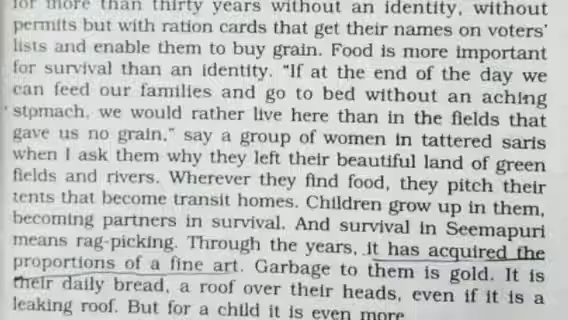 for more than thirty years without an identity, without
permits but with ration cards that get their names on voters'
lists and enable them to buy grain. Food is more important
for survival than an identity. "If at the end of the day we
can feed our families and go to bed without an aching
stomach, we would rather live here than in the fields that
gave us no grain," say a group of women in tattered saris
when I ask them why they left their beautiful land of green
fields and rivers. Wherever they find food, they pitch their
tents that become transit homes. Children grow up in them,
becoming partners in survival. And survival in Seemapuri
means rag-picking. Through the years, it has acquired the
proportions of a fine art. Garbage to them is gold. It is
their daily bread, a roof over their heads, even if it is a
leaking roof. But for a child it is even more